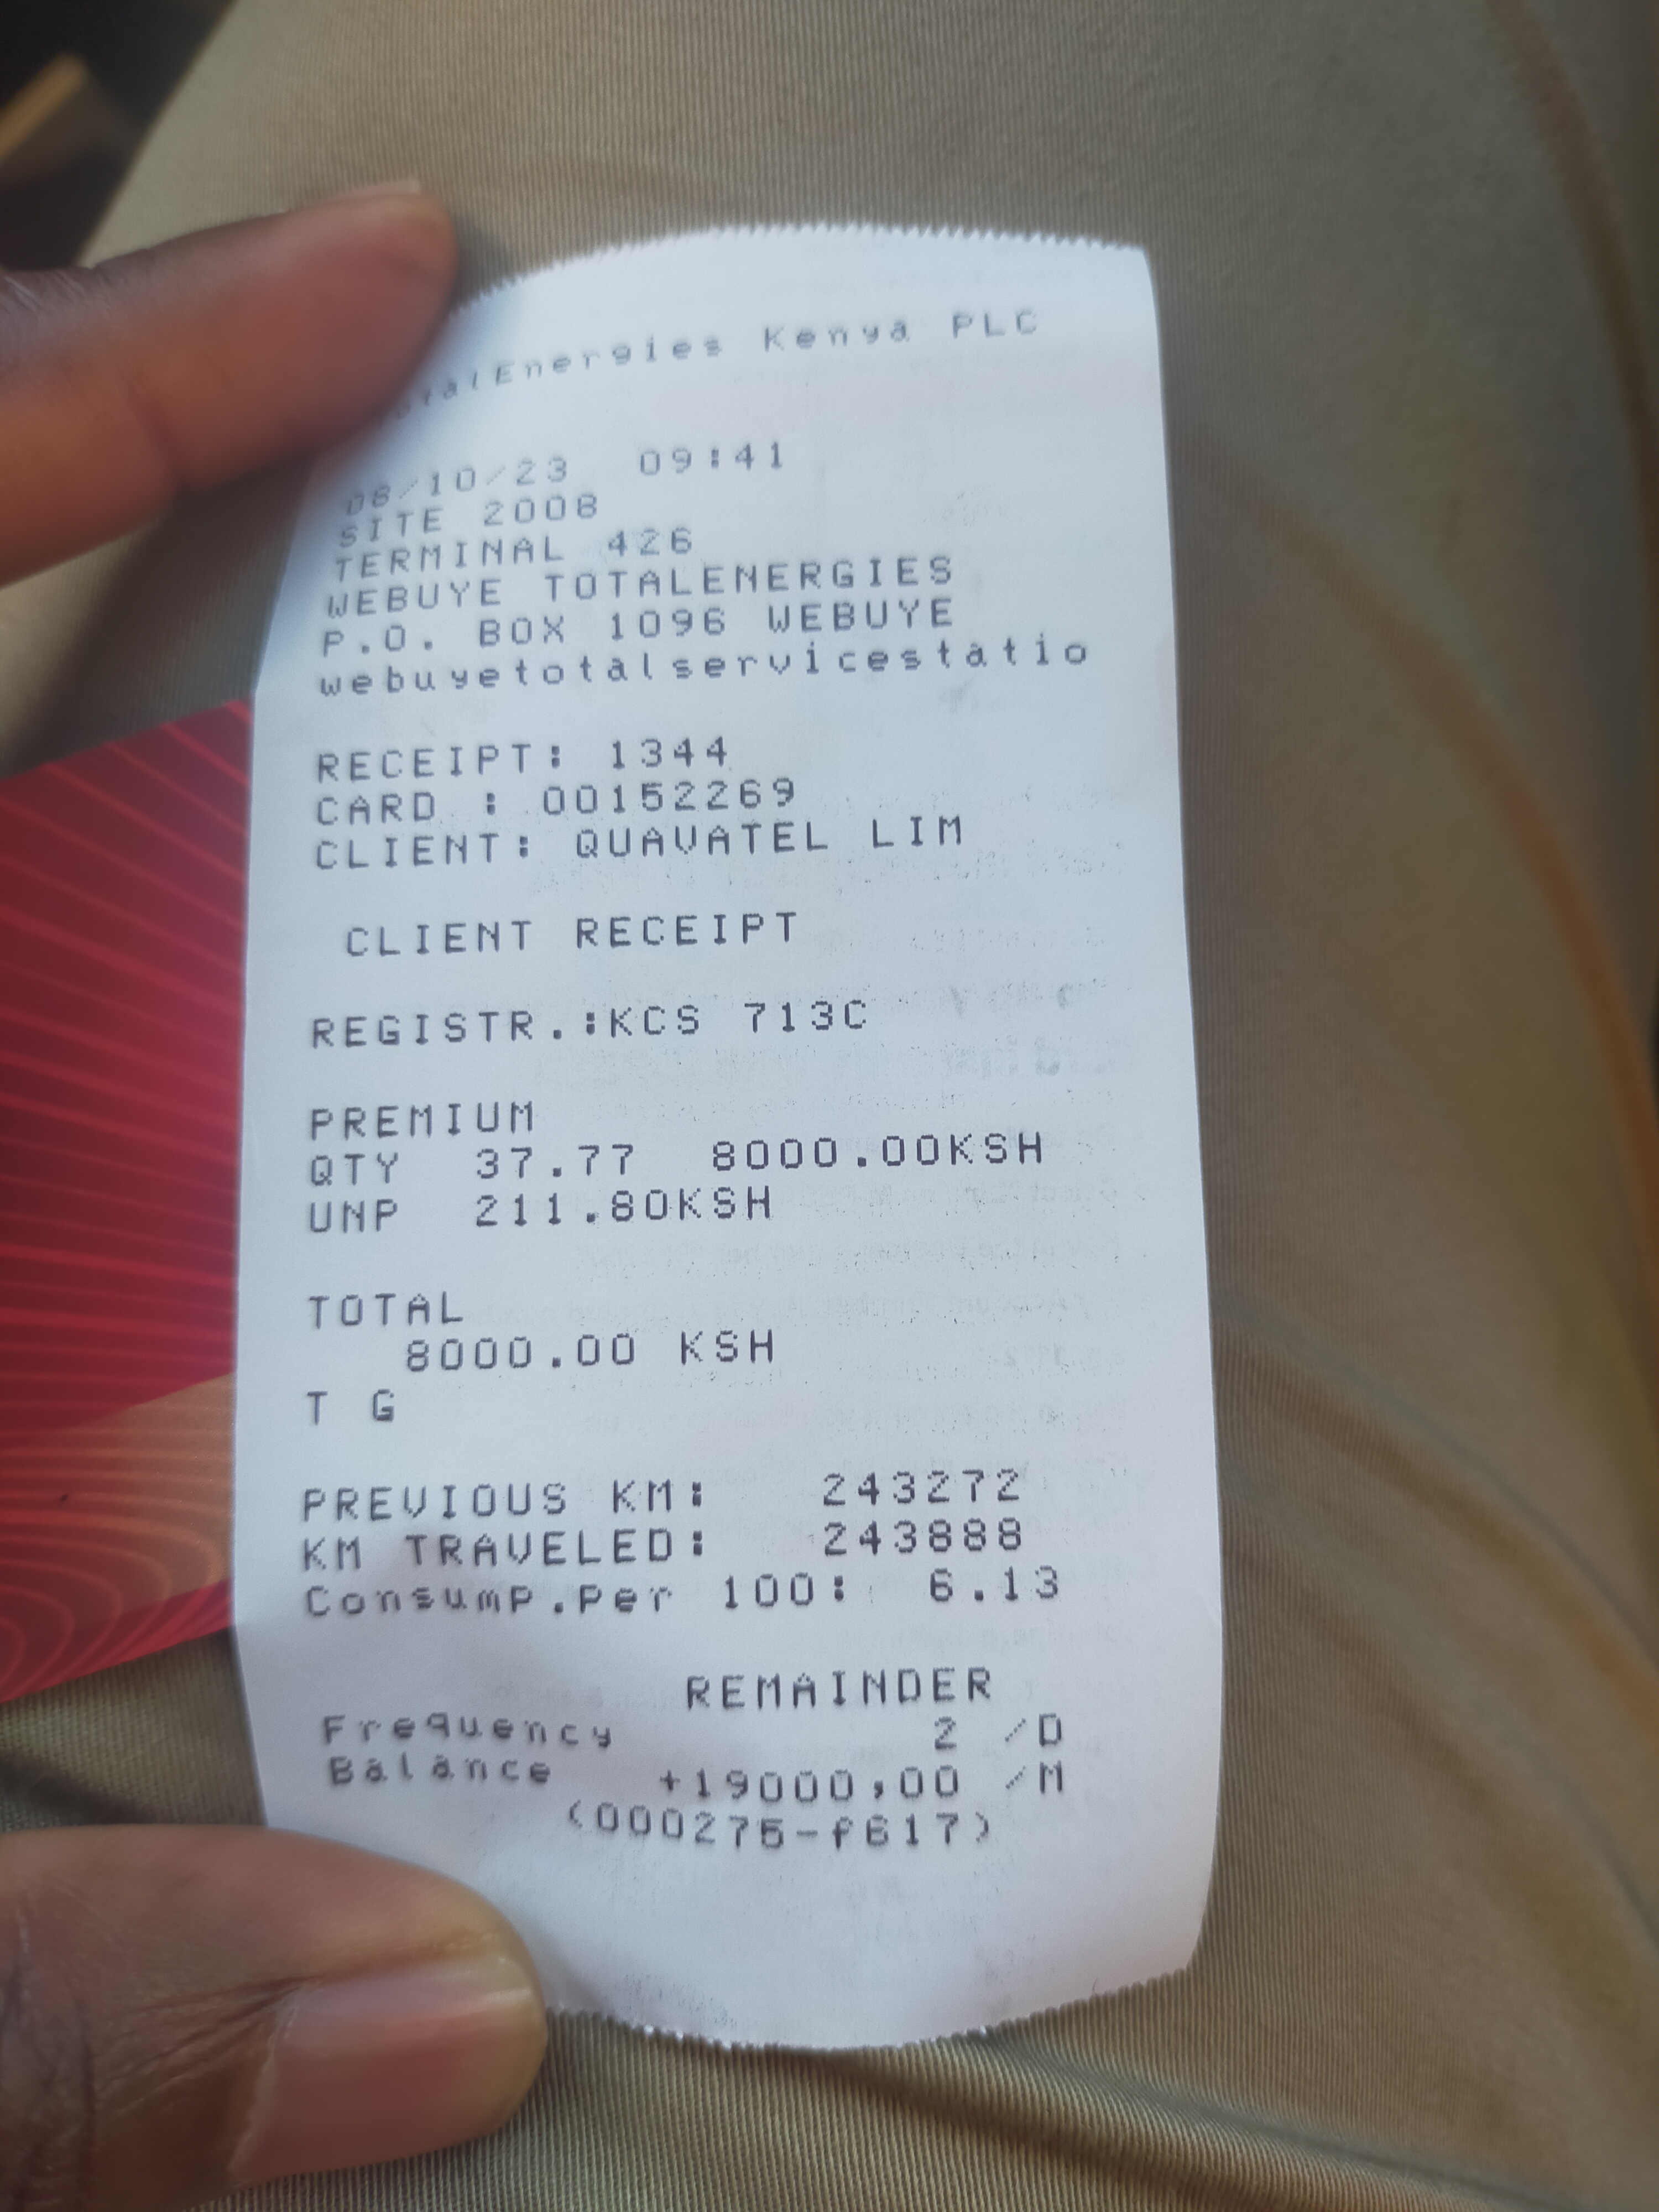 talEnergies Kenya PLC
08/10/23 09:41
SITE 2008
TERMINAL 426
WEBUYE TOTALENERGIES
P.O. BOX 1096 WEBUYE
webuyetotalservicestatio
RECEIPT: 1344
CARD : 00152269
CLIENT: QUAVATEL LIM
CLIENT RECEIPT
REGISTR.:KCS 713C
PREMIUM
QTY 37.77 8000.00KSH
UNP 211.80KSH
TOTAL
8000.00 KSH
T G
PREVIOUS KM: 243272
KM TRAVELED: 243888
Consump.Per 100: 6.13
REMAINDER
Frequency 2 /D
Balance +19000,00 /M
(000275-f617)